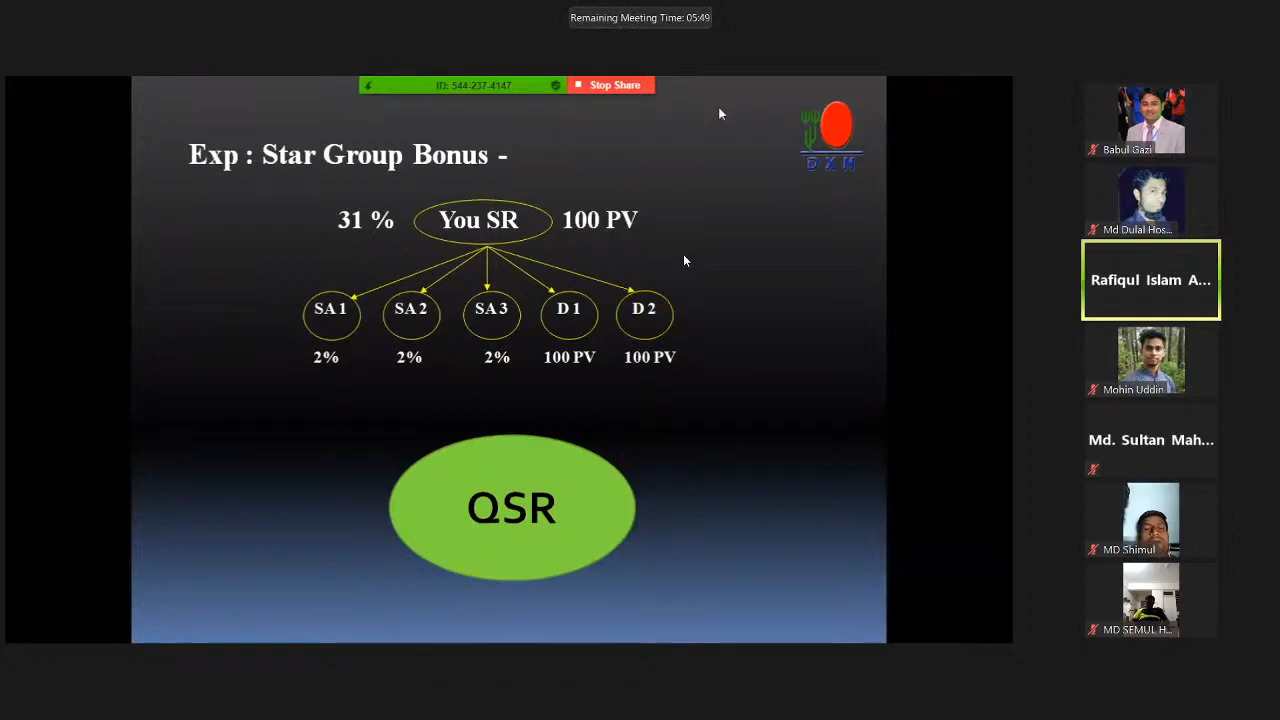 Remaining Meeting Time: 05:49
ID: 544-237-4147
Stop Share
DXN
Exp : Star Group Bonus -
31 %
You SR
100 PV
SA 1
SA 2
SA 3
D 1
D 2
2%
2%
2%
100 PV
100 PV
QSR
Babul Gazi
Md Dulal Hos...
Rafiqul Islam A...
Mohin Uddin
Md. Sultan Mah...
MD Shimul
MD SEMUL H...